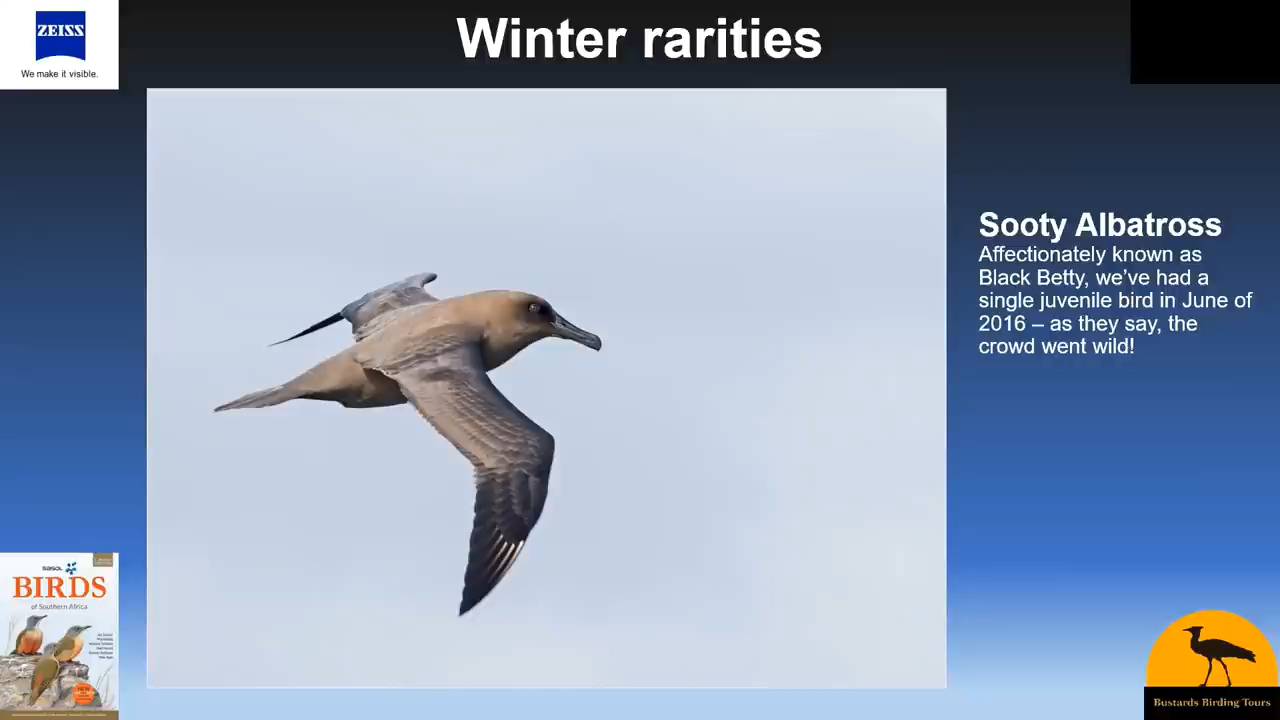 ZEISS
We make it visible.
Winter rarities
Sooty Albatross
Affectionately known as
Black Betty, we’ve had a
single juvenile bird in June of
2016 – as they say, the
crowd went wild!
sasol
BIRDS
of Southern Africa
Bustards Birding Tours